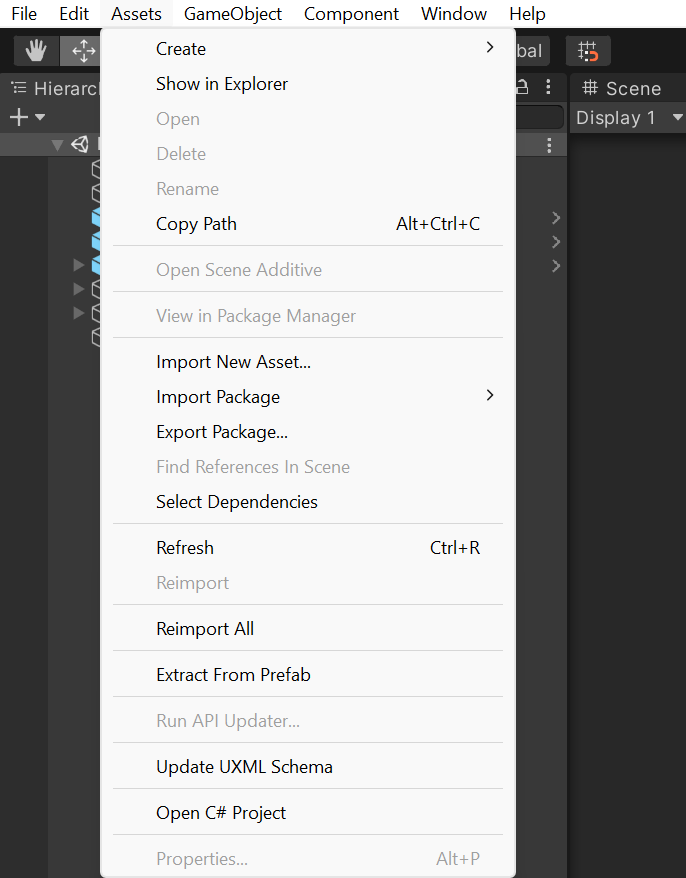 File Edit Assets GameObject Component Window Help
bal
Hierarc
Scene
Display 1
Create
Show in Explorer
Open
Delete
Rename
Copy Path Alt+Ctrl+C
Open Scene Additive
View in Package Manager
Import New Asset...
Import Package
Export Package...
Find References In Scene
Select Dependencies
Refresh Ctrl+R
Reimport
Reimport All
Extract From Prefab
Run API Updater...
Update UXML Schema
Open C# Project
Properties... Alt+P